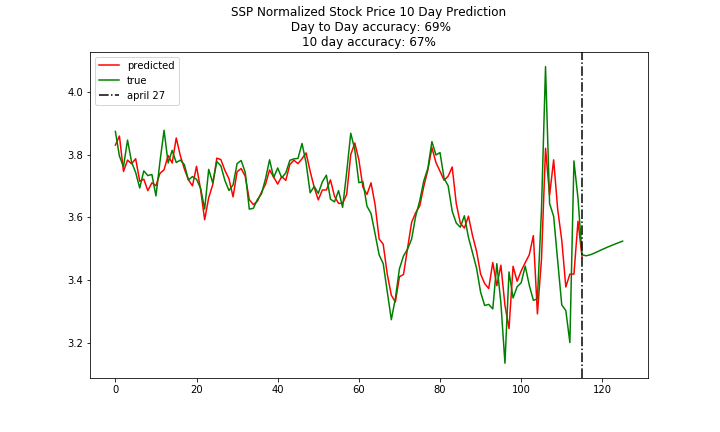 SSP Normalized Stock Price 10 Day Prediction
Day to Day accuracy: 69%
10 day accuracy: 67%
predicted
true
april 27
4.0
3.8
3.6
3.4
3.2
0
20
40
60
80
100
120